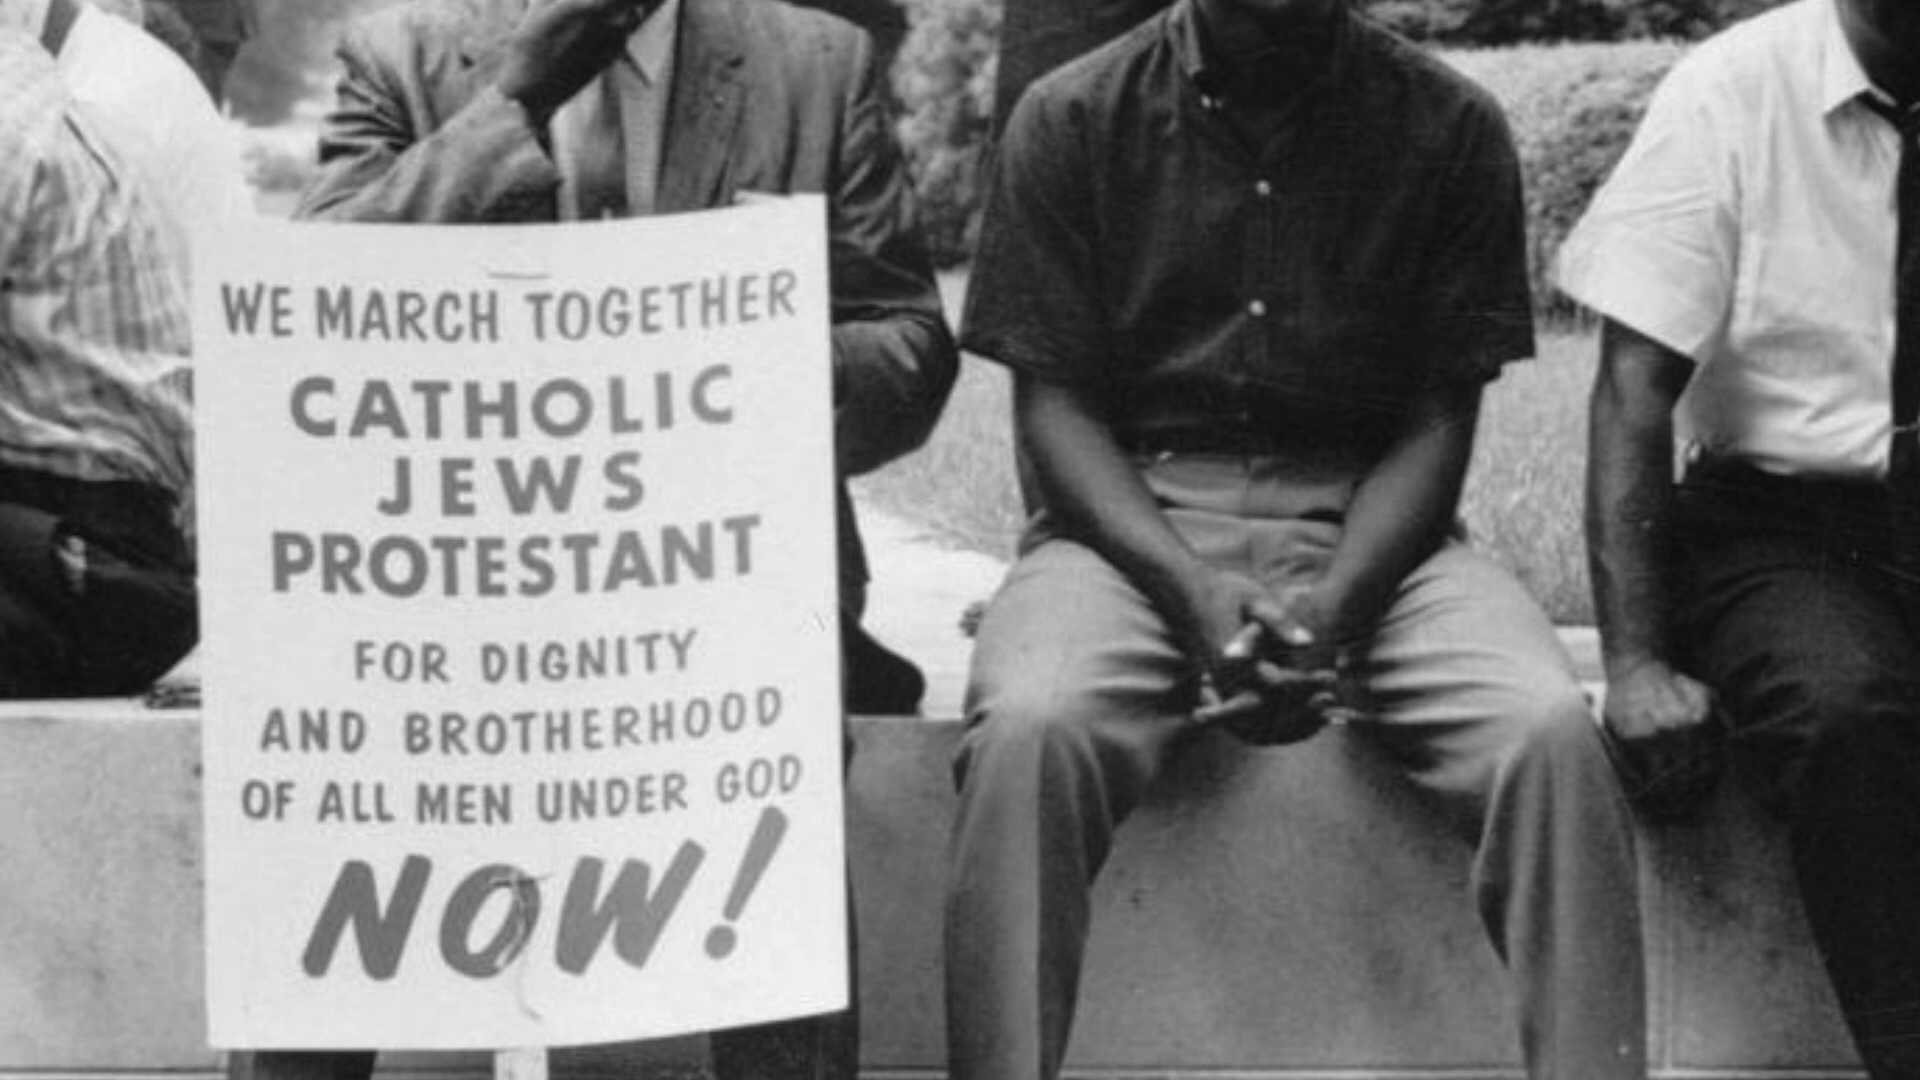 WE MARCH TOGETHER
CATHOLIC
JEWS
PROTESTANT
FOR DIGNITY
AND BROTHERHOOD
OF ALL MEN UNDER GOD
NOW!